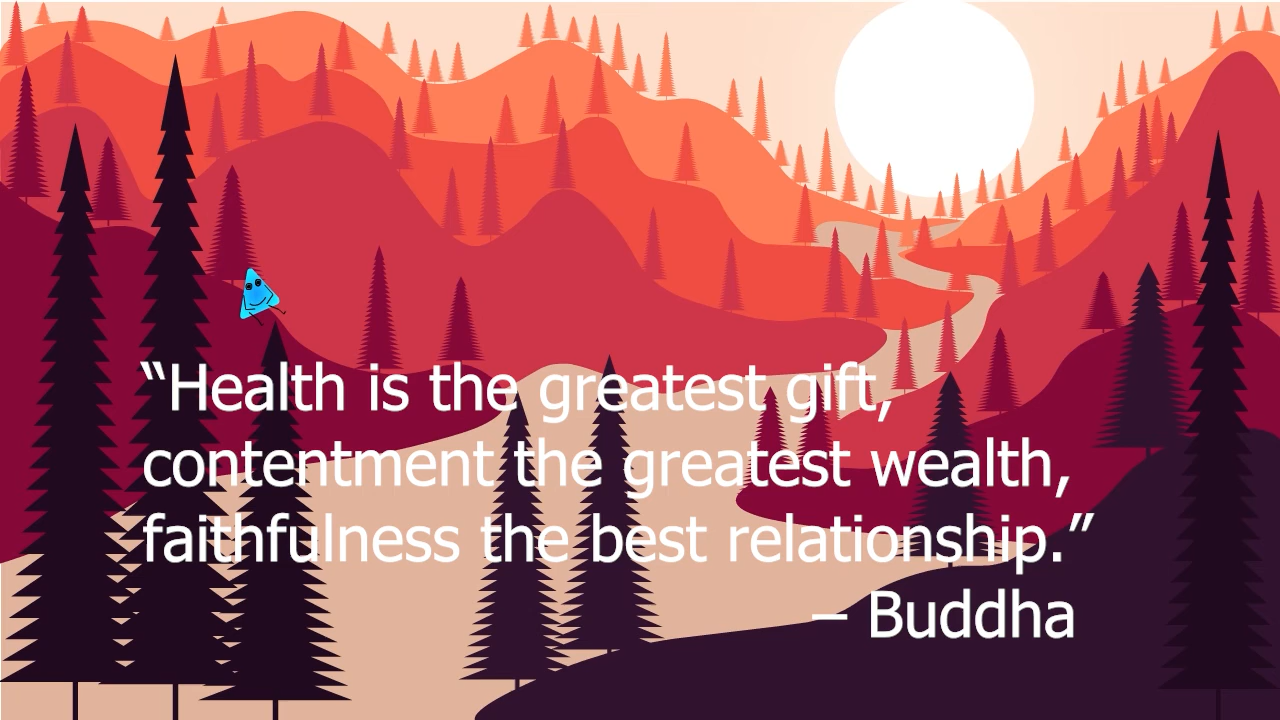 “Health is the greatest gift,
contentment the greatest wealth,
faithfulness the best relationship.”
– Buddha